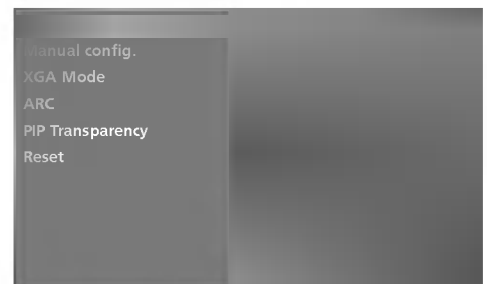 Manual config.
XGA Mode
ARC
PIP Transparency
Reset